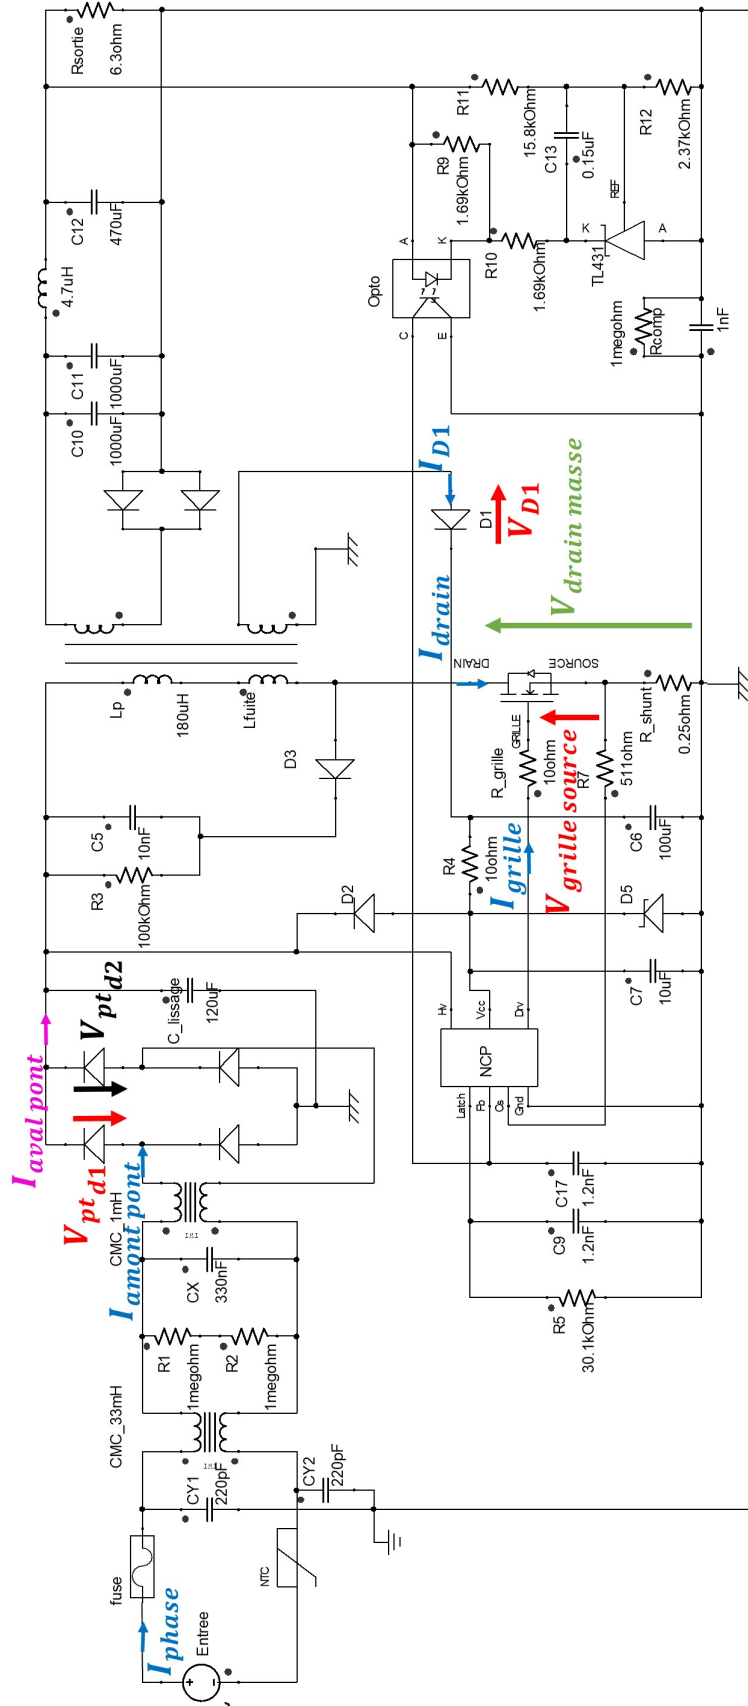 Entree
I_phase
fuse
NTC
CY1
220pF
CY2
220pF
CMC_33mH
R1
1megohm
R2
1megohm
CX
330nF
CMC_1mH
I_amont pont
V_pt_d1
I_aval pont
V_pt_d2
C_lissage
120uF
R3
100kOhm
C5
10nF
D3
Lp
180uH
Lfuite
C10
1000uF
C11
1000uF
4.7uH
C12
470uF
Rsortie
6.3ohm
R5
30.1kOhm
C9
1.2nF
C17
1.2nF
Latch
Fb
Cs
Gnd
NCP
Hv
Vcc
Drv
D2
C7
10uF
D5
R4
10ohm
C6
100uF
I_grille
V_grille source
R_grille
10ohm
R7
511ohm
GRILLE
DRAIN
SOURCE
R_shunt
0.25ohm
I_drain
V_drain masse
D1
I_D1
V_D1
Opto
C
E
A
K
R9
1.69kOhm
R10
1.69kOhm
R11
15.8kOhm
C13
0.15uF
R12
2.37kOhm
REF
K
A
TL431
1megohm
Rcomp
1nF